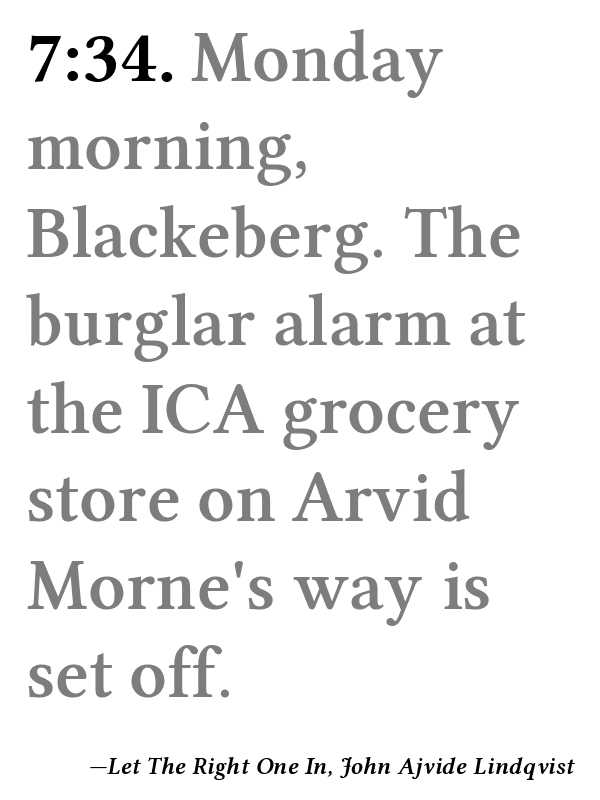 7:34. Monday
morning,
Blackeberg. The
burglar alarm at
the ICA grocery
store on Arvid
Morne's way is
set off.
—Let The Right One In, John Ajvide Lindqvist